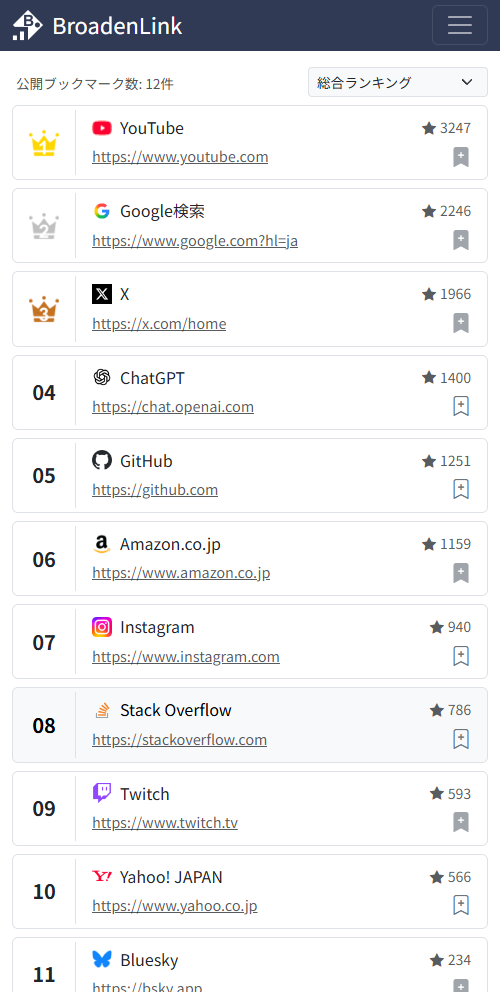 BroadenLink
公開ブックマーク数: 12件
総合ランキング
1
YouTube
3247
https://www.youtube.com
2
Google検索
2246
https://www.google.com?hl=ja
3
X
1966
https://x.com/home
04
ChatGPT
1400
https://chat.openai.com
05
GitHub
1251
https://github.com
06
Amazon.co.jp
1159
https://www.amazon.co.jp
07
Instagram
940
https://www.instagram.com
08
Stack Overflow
786
https://stackoverflow.com
09
Twitch
593
https://www.twitch.tv
10
Yahoo! JAPAN
566
https://www.yahoo.co.jp
11
Bluesky
234
https://bsky.app